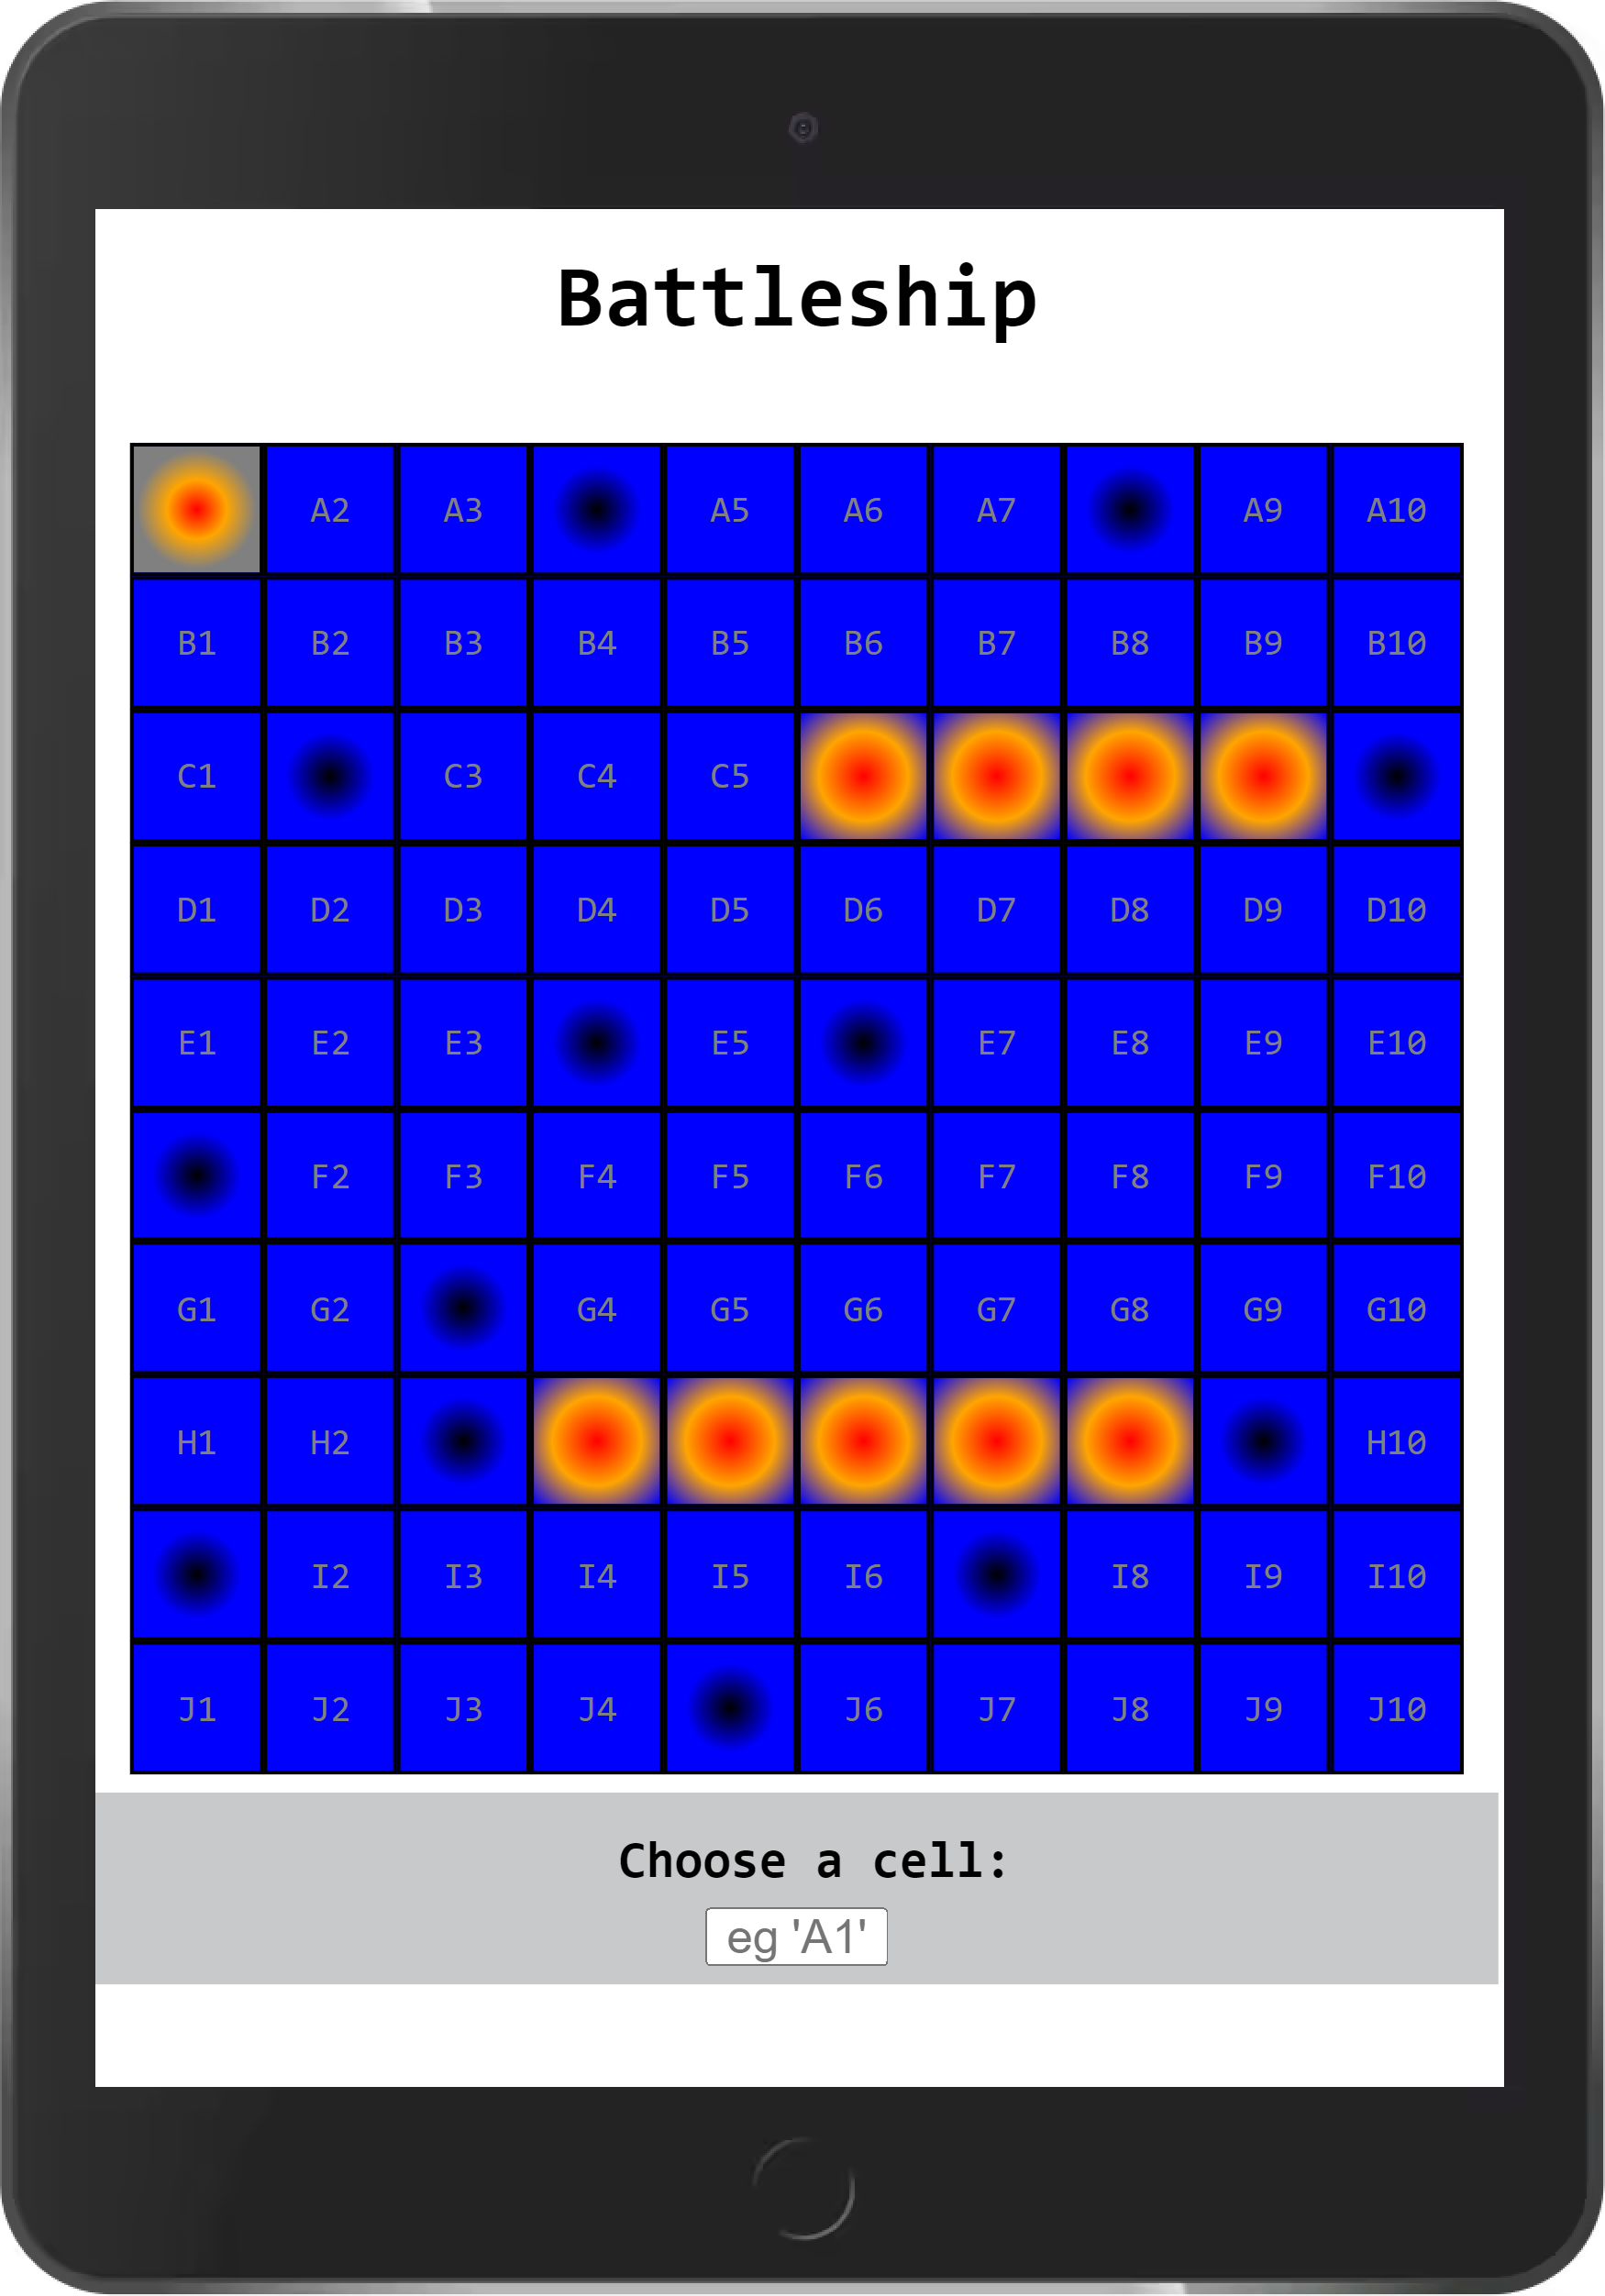 Battleship
A2 A3 A5 A6 A7 A9 A10
B1 B2 B3 B4 B5 B6 B7 B8 B9 B10
C1 C3 C4 C5
D1 D2 D3 D4 D5 D6 D7 D8 D9 D10
E1 E2 E3 E5 E7 E8 E9 E10
F2 F3 F4 F5 F6 F7 F8 F9 F10
G1 G2 G4 G5 G6 G7 G8 G9 G10
H1 H2 H10
I2 I3 I4 I5 I6 I8 I9 I10
J1 J2 J3 J4 J6 J7 J8 J9 J10
Choose a cell:
eg 'A1'